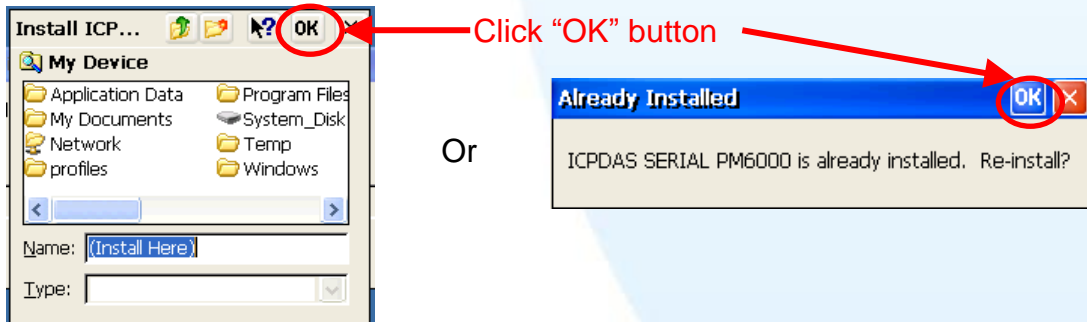 Install ICP... OK
Click “OK” button
My Device
Application Data Program Files
My Documents System_Disk
Network Temp
profiles Windows
Name: (Install Here)
Type:
Or
Already Installed OK
ICPDAS SERIAL PM6000 is already installed. Re-install?